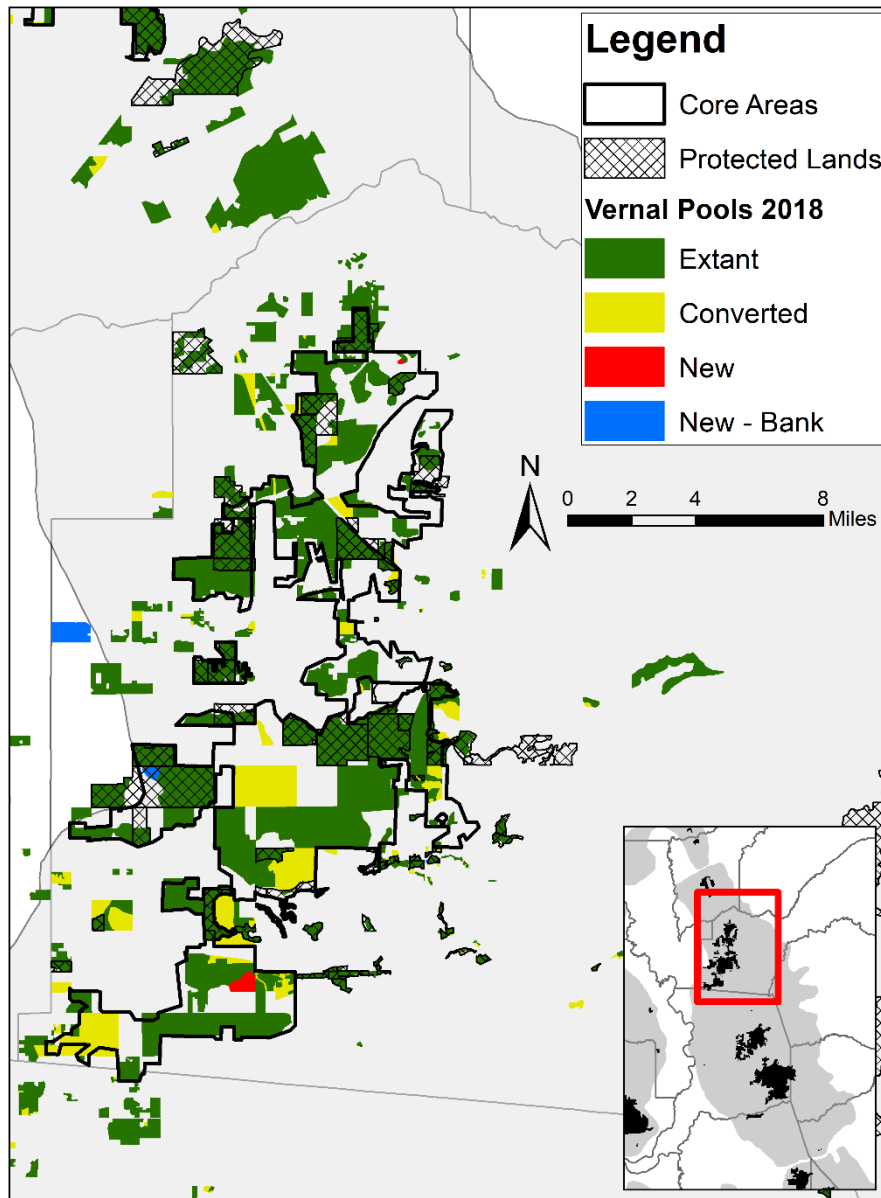 Legend
Core Areas
Protected Lands
Vernal Pools 2018
Extant
Converted
New
New - Bank
N
0 2 4 8
Miles